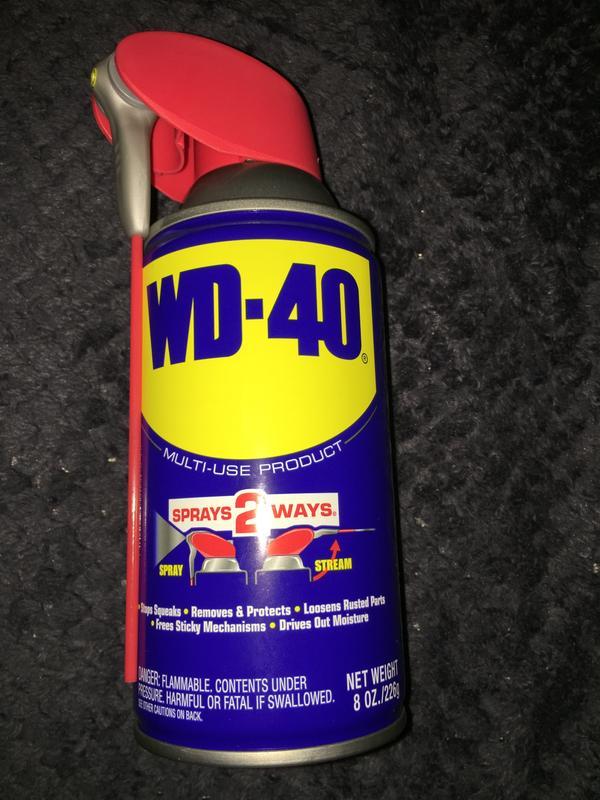 WD-40®
MULTI-USE PRODUCT
SPRAYS 2 WAYS®
SPRAY
STREAM
• Stops Squeaks • Removes & Protects • Loosens Rusted Parts
• Frees Sticky Mechanisms • Drives Out Moisture
DANGER: FLAMMABLE. CONTENTS UNDER
PRESSURE. HARMFUL OR FATAL IF SWALLOWED.
SEE OTHER CAUTIONS ON BACK.
NET WEIGHT
8 OZ./226g